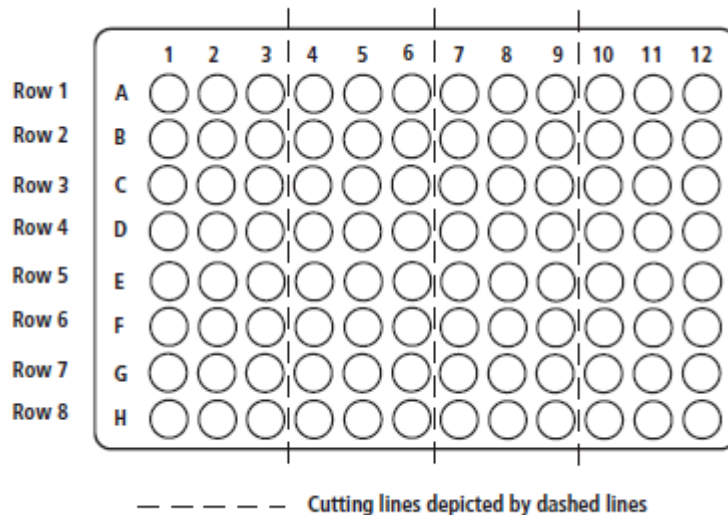 1 2 3 4 5 6 7 8 9 10 11 12
Row 1 A
Row 2 B
Row 3 C
Row 4 D
Row 5 E
Row 6 F
Row 7 G
Row 8 H
Cutting lines depicted by dashed lines